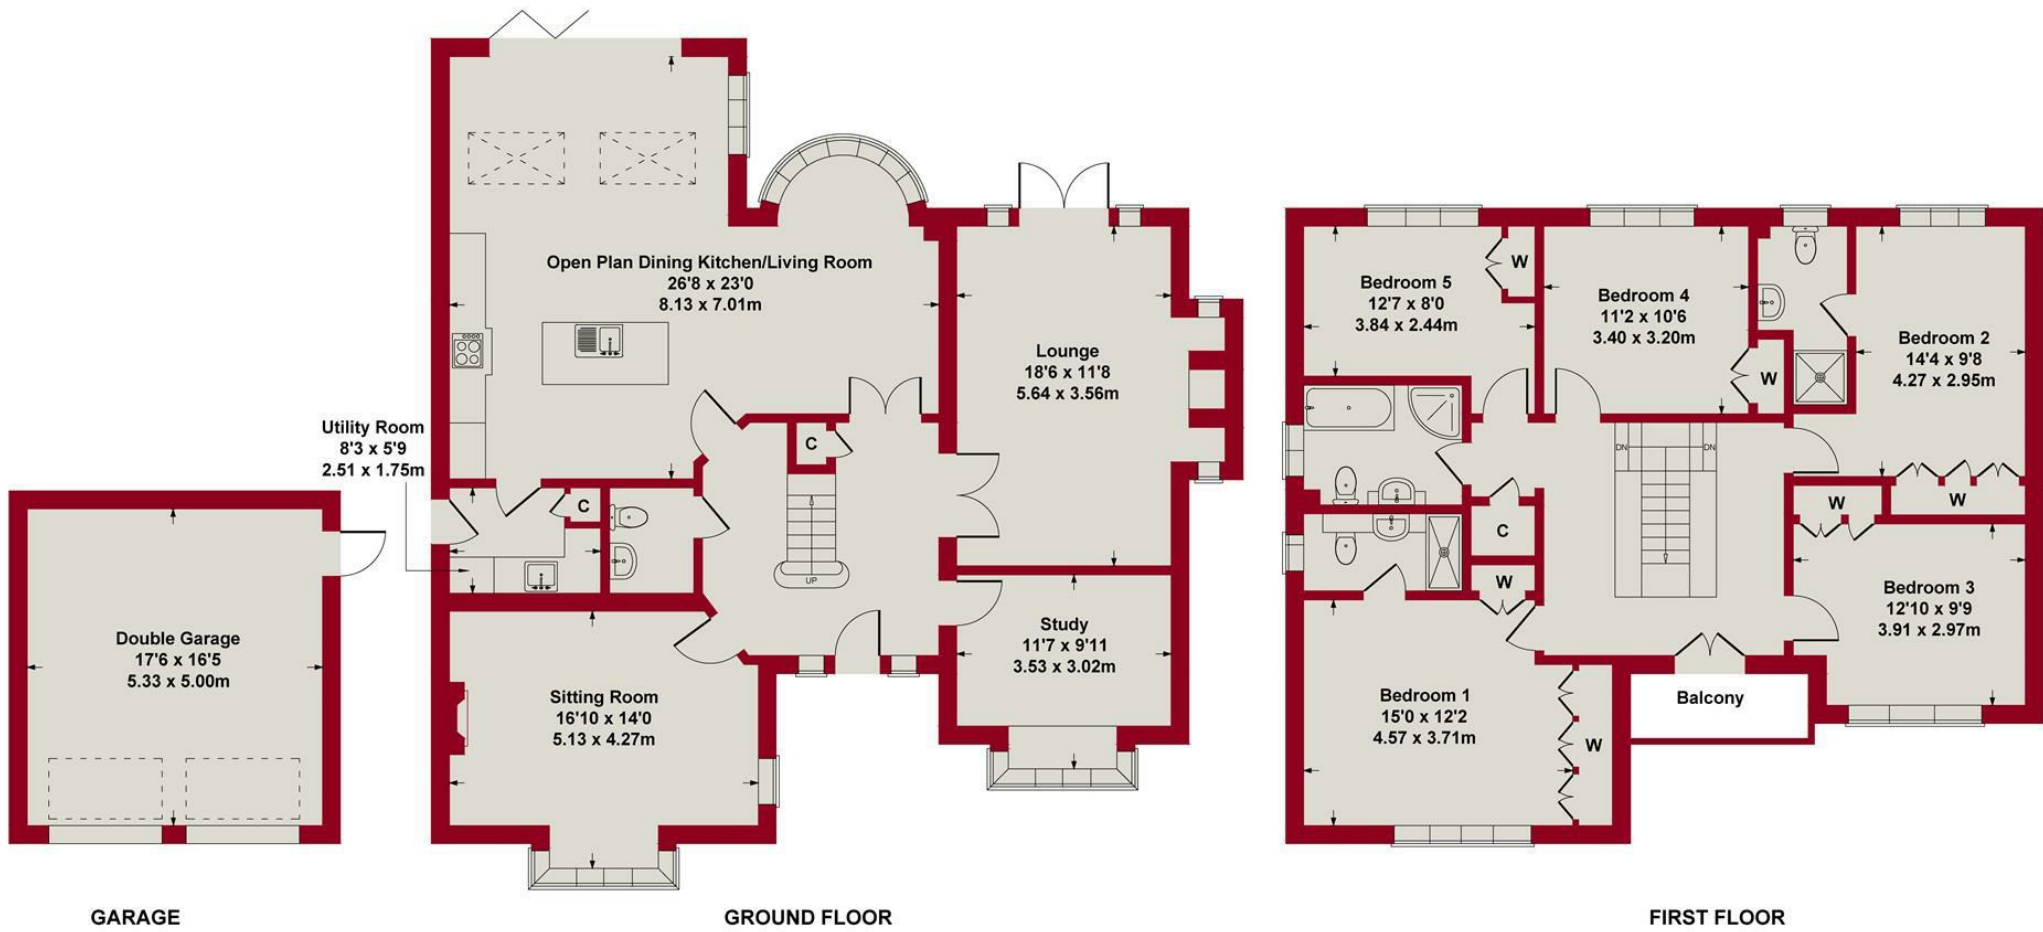 Double Garage
17'6 x 16'5
5.33 x 5.00m
GARAGE
Open Plan Dining Kitchen/Living Room
26'8 x 23'0
8.13 x 7.01m
Utility Room
8'3 x 5'9
2.51 x 1.75m
C
C
UP
Lounge
18'6 x 11'8
5.64 x 3.56m
Study
11'7 x 9'11
3.53 x 3.02m
Sitting Room
16'10 x 14'0
5.13 x 4.27m
GROUND FLOOR
Bedroom 5
12'7 x 8'0
3.84 x 2.44m
W
Bedroom 4
11'2 x 10'6
3.40 x 3.20m
W
Bedroom 2
14'4 x 9'8
4.27 x 2.95m
W
DN
DN
C
W
W
Bedroom 3
12'10 x 9'9
3.91 x 2.97m
Bedroom 1
15'0 x 12'2
4.57 x 3.71m
W
Balcony
FIRST FLOOR